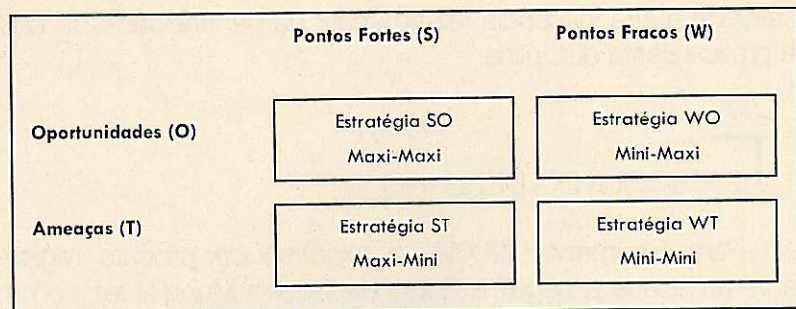 Pontos Fortes (S) Pontos Fracos (W)
Oportunidades (O) Estratégia SO Estratégia WO
Maxi-Maxi Mini-Maxi
Ameaças (T) Estratégia ST Estratégia WT
Maxi-Mini Mini-Mini